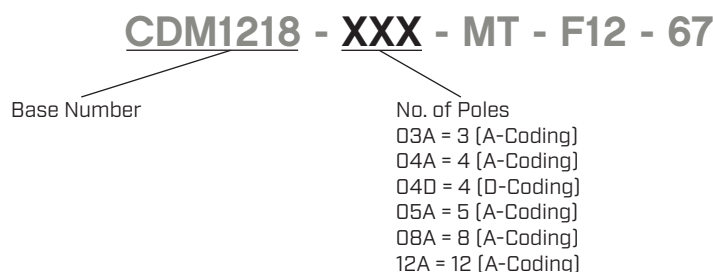 CDM1218 - XXX - MT - F12 - 67
Base Number
No. of Poles
03A = 3 (A-Coding)
04A = 4 (A-Coding)
04D = 4 (D-Coding)
05A = 5 (A-Coding)
08A = 8 (A-Coding)
12A = 12 (A-Coding)